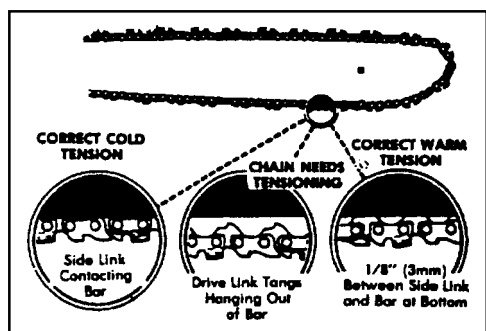 CORRECT COLD
TENSION
CHAIN NEEDS
TENSIONING
CORRECT WARM
TENSION
Side Link
Contacting
Bar
Drive Link Tangs
Hanging Out
of Bar
1/8" (3mm)
Between Side Link
and Bar at Bottom